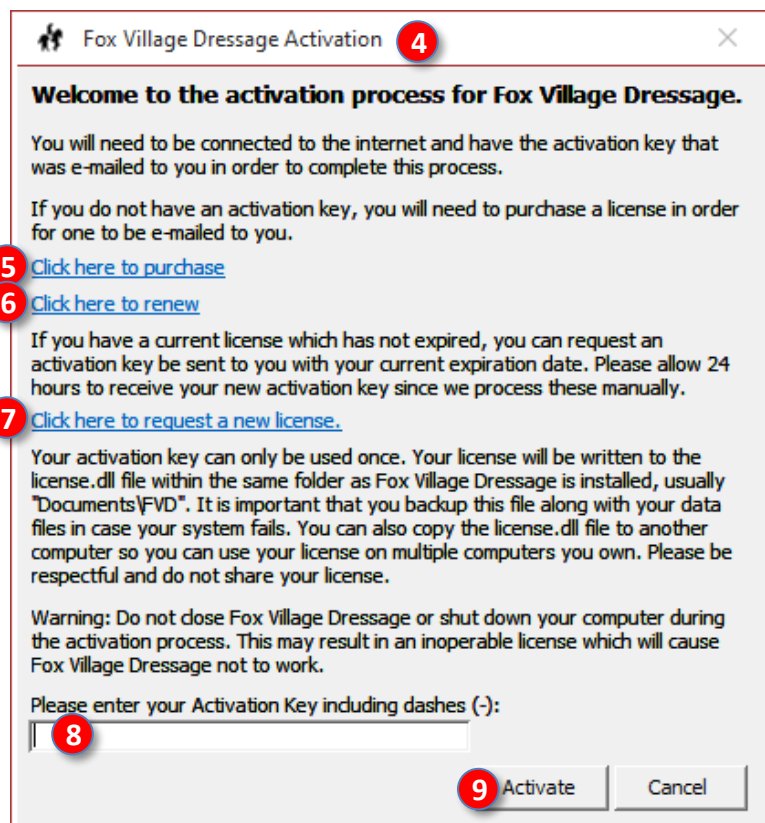 Fox Village Dressage Activation 4
Welcome to the activation process for Fox Village Dressage.
You will need to be connected to the internet and have the activation key that
was e-mailed to you in order to complete this process.
If you do not have an activation key, you will need to purchase a license in order
for one to be e-mailed to you.
5 Click here to purchase
6 Click here to renew
If you have a current license which has not expired, you can request an
activation key be sent to you with your current expiration date. Please allow 24
hours to receive your new activation key since we process these manually.
7 Click here to request a new license.
Your activation key can only be used once. Your license will be written to the
license.dll file within the same folder as Fox Village Dressage is installed, usually
"Documents\FVD". It is important that you backup this file along with your data
files in case your system fails. You can also copy the license.dll file to another
computer so you can use your license on multiple computers you own. Please be
respectful and do not share your license.
Warning: Do not close Fox Village Dressage or shut down your computer during
the activation process. This may result in an inoperable license which will cause
Fox Village Dressage not to work.
Please enter your Activation Key including dashes (-):
8
9 Activate Cancel